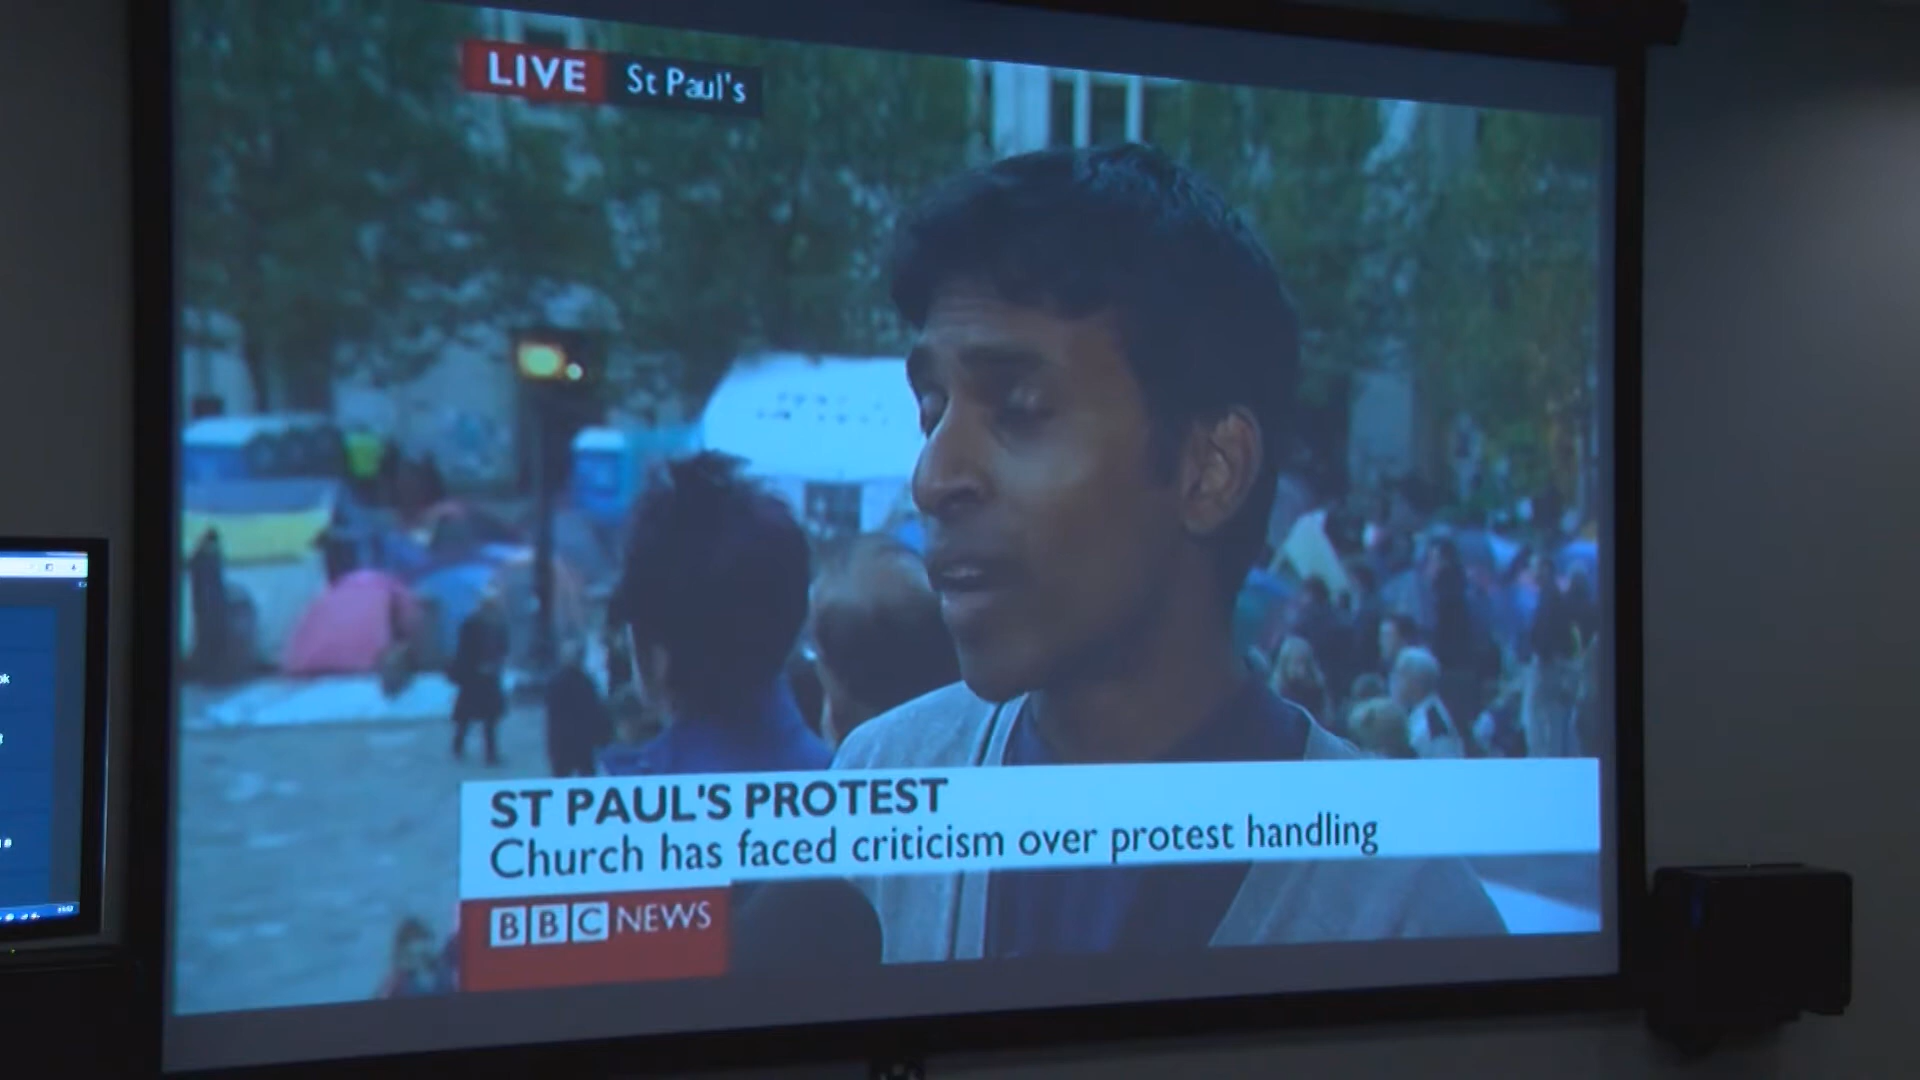 LIVE St Paul's
ST PAUL'S PROTEST
Church has faced criticism over protest handling
BBC NEWS